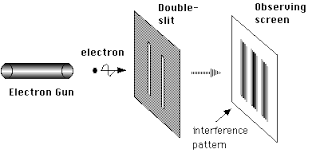 Double-
slit
Observing
screen
electron
Electron Gun
interference
pattern